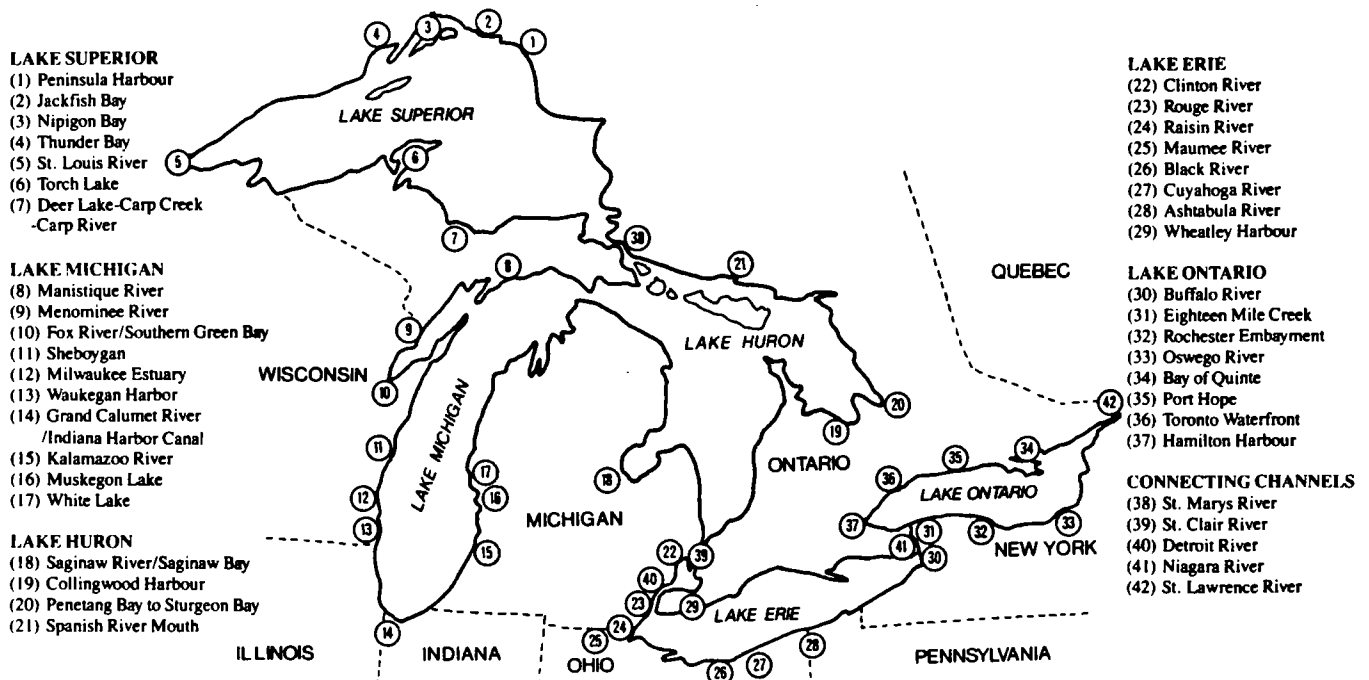 LAKE SUPERIOR
(1) Peninsula Harbour
(2) Jackfish Bay
(3) Nipigon Bay
(4) Thunder Bay
(5) St. Louis River
(6) Torch Lake
(7) Deer Lake-Carp Creek
-Carp River
LAKE MICHIGAN
(8) Manistique River
(9) Menominee River
(10) Fox River/Southern Green Bay
(11) Sheboygan
(12) Milwaukee Estuary
(13) Waukegan Harbor
(14) Grand Calumet River
/Indiana Harbor Canal
(15) Kalamazoo River
(16) Muskegon Lake
(17) White Lake
LAKE HURON
(18) Saginaw River/Saginaw Bay
(19) Collingwood Harbour
(20) Penetang Bay to Sturgeon Bay
(21) Spanish River Mouth
4
3
2
1
LAKE SUPERIOR
5
6
7
38
8
21
QUEBEC
9
LAKE HURON
WISCONSIN
10
LAKE MICHIGAN
20
42
19
11
ONTARIO
34
35
17
18
36
LAKE ONTARIO
12
16
MICHIGAN
13
37
31
32
33
NEW YORK
15
22
39
41
30
40
23
29
LAKE ERIE
14
24
25
28
ILLINOIS
INDIANA
OHIO
26
27
PENNSYLVANIA
LAKE ERIE
(22) Clinton River
(23) Rouge River
(24) Raisin River
(25) Maumee River
(26) Black River
(27) Cuyahoga River
(28) Ashtabula River
(29) Wheatley Harbour
LAKE ONTARIO
(30) Buffalo River
(31) Eighteen Mile Creek
(32) Rochester Embayment
(33) Oswego River
(34) Bay of Quinte
(35) Port Hope
(36) Toronto Waterfront
(37) Hamilton Harbour
CONNECTING CHANNELS
(38) St. Marys River
(39) St. Clair River
(40) Detroit River
(41) Niagara River
(42) St. Lawrence River